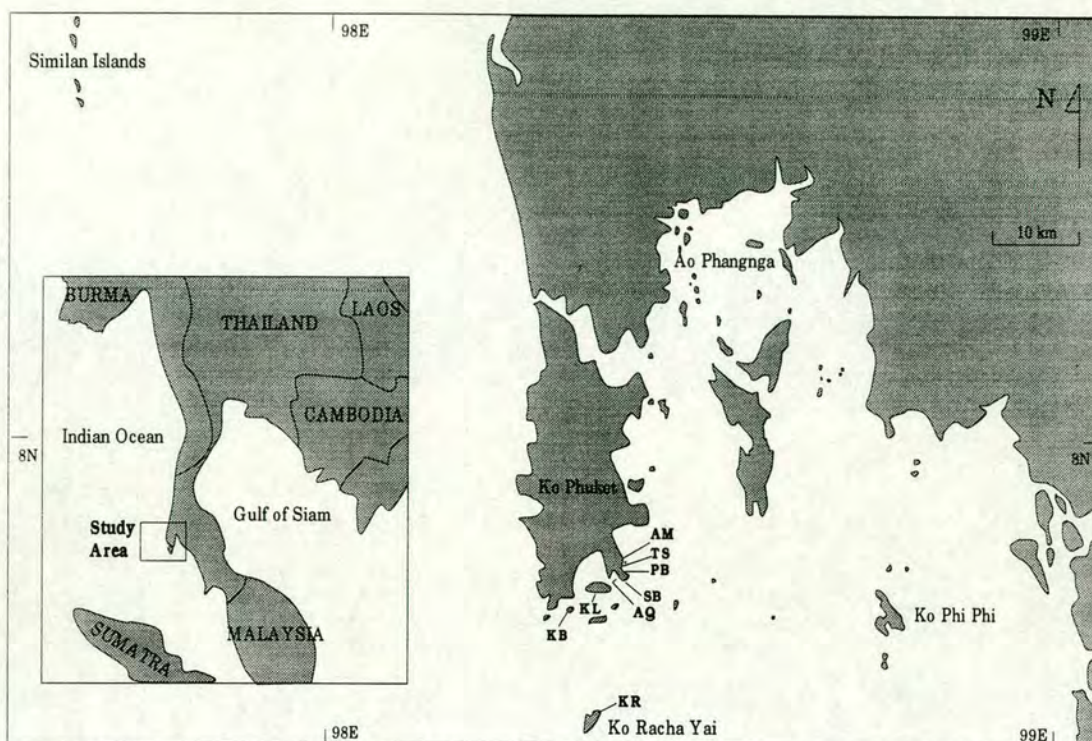 98E
99E
Similan Islands
N
10 km
Ao Phangnga
BURMA
THAILAND
LAOS
CAMBODIA
Indian Ocean
8N
8N
Gulf of Siam
Ko Phuket
Study
Area
AM
TS
PB
SB
AQ
KL
KB
Ko Phi Phi
SUMATRA
MALAYSIA
KR
Ko Racha Yai
98E
99E